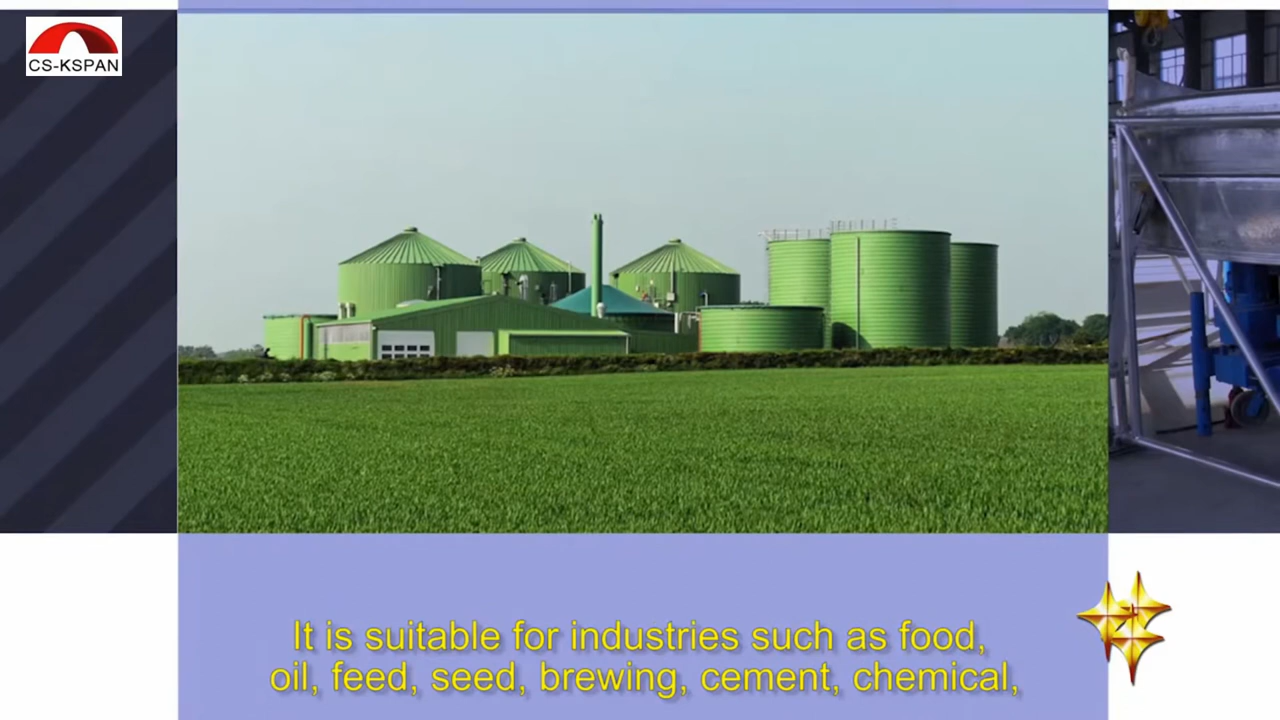 CS-KSPAN
It is suitable for industries such as food,
oil, feed, seed, brewing, cement, chemical,